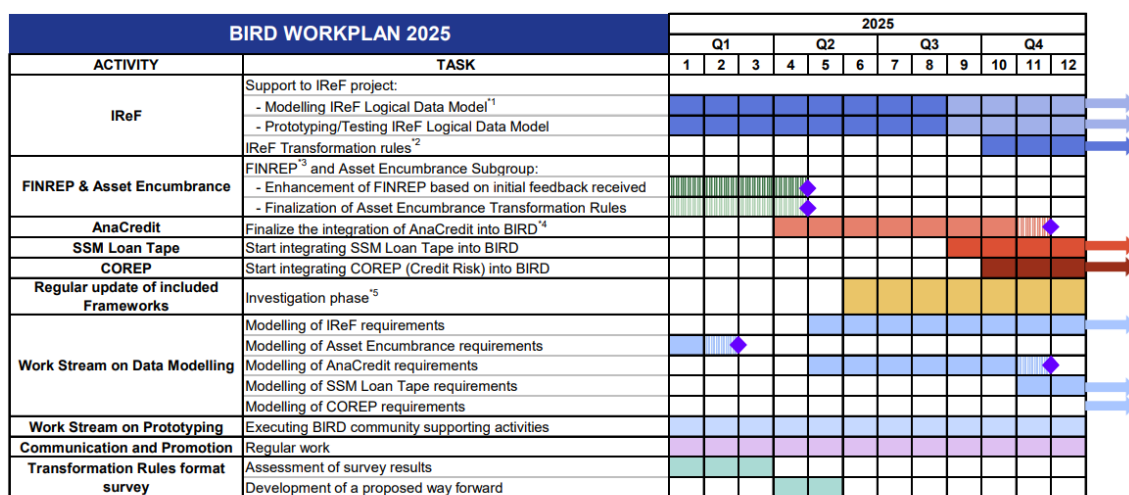 BIRD WORKPLAN 2025
2025
Q1 Q2 Q3 Q4
ACTIVITY TASK 1 2 3 4 5 6 7 8 9 10 11 12
IReF
Support to IReF project:
- Modelling IReF Logical Data Model*1
- Prototyping/Testing IReF Logical Data Model
IReF Transformation rules*2
FINREP & Asset Encumbrance
FINREP*3 and Asset Encumbrance Subgroup:
- Enhancement of FINREP based on initial feedback received
- Finalization of Asset Encumbrance Transformation Rules
AnaCredit Finalize the integration of AnaCredit into BIRD*4
SSM Loan Tape Start integrating SSM Loan Tape into BIRD
COREP Start integrating COREP (Credit Risk) into BIRD
Regular update of included
Frameworks
Investigation phase*5
Work Stream on Data Modelling
Modelling of IReF requirements
Modelling of Asset Encumbrance requirements
Modelling of AnaCredit requirements
Modelling of SSM Loan Tape requirements
Modelling of COREP requirements
Work Stream on Prototyping Executing BIRD community supporting activities
Communication and Promotion Regular work
Transformation Rules format
survey
Assessment of survey results
Development of a proposed way forward